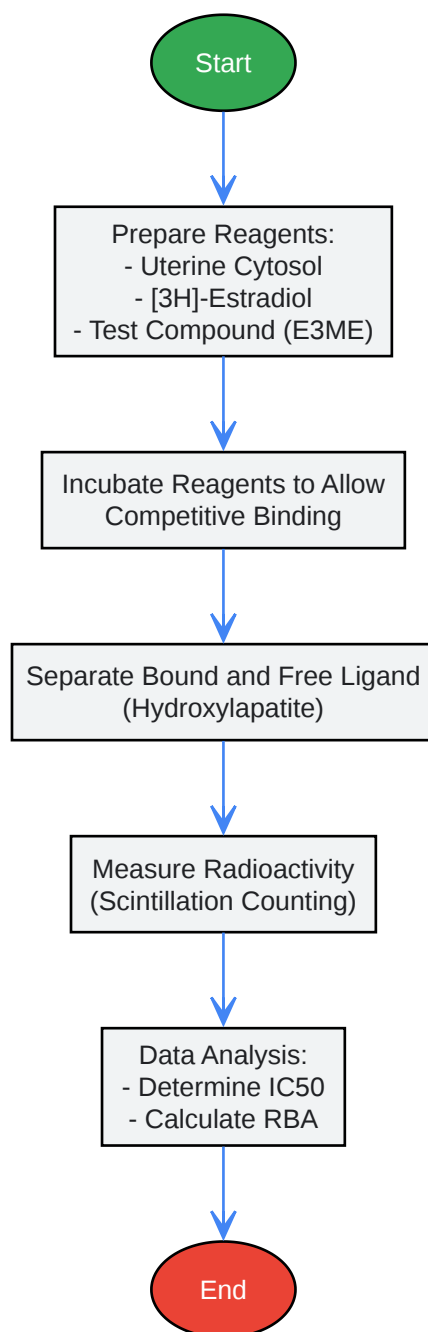 Start
Prepare Reagents:
- Uterine Cytosol
- [3H]-Estradiol
- Test Compound (E3ME)
Incubate Reagents to Allow
Competitive Binding
Separate Bound and Free Ligand
(Hydroxylapatite)
Measure Radioactivity
(Scintillation Counting)
Data Analysis:
- Determine IC50
- Calculate RBA
End